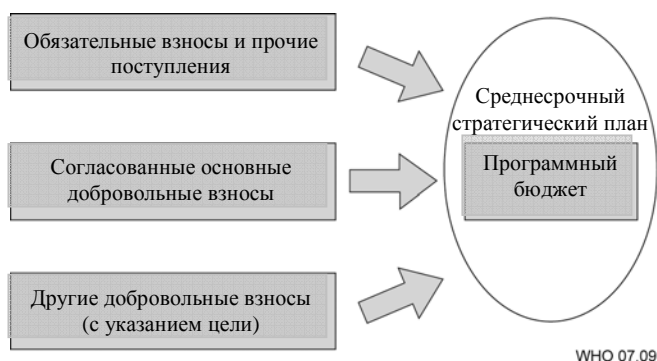 Обязательные взносы и прочие
поступления
Согласованные основные
добровольные взносы
Другие добровольные взносы
(с указанием цели)
Среднесрочный
стратегический план
Программный
бюджет
WHO 07.09